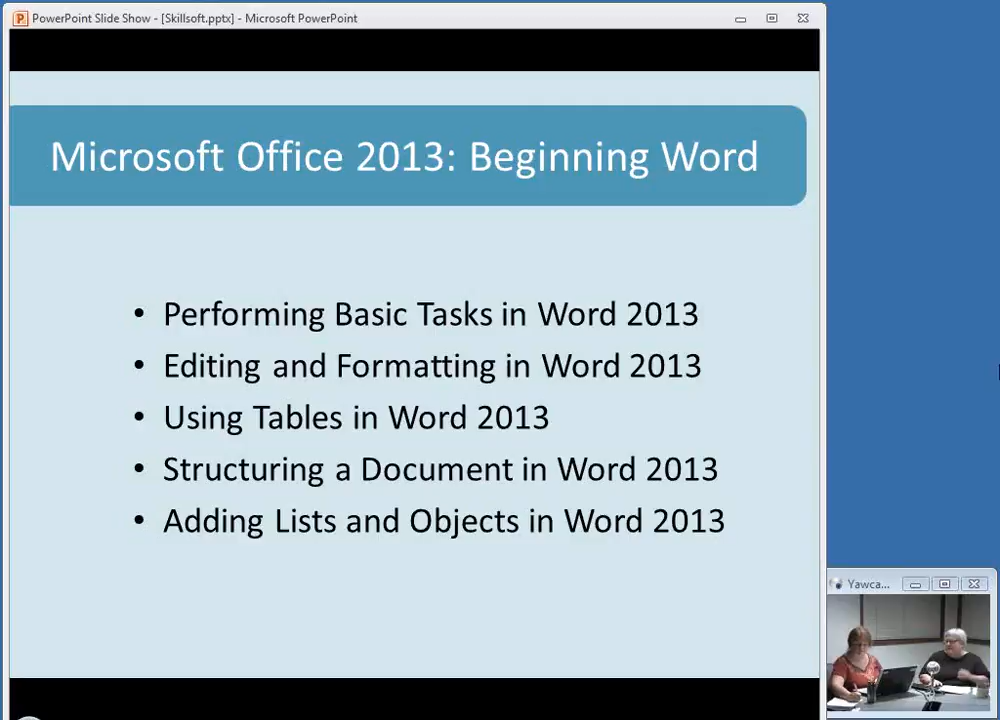 PowerPoint Slide Show - [Skillsoft.pptx] - Microsoft PowerPoint
Microsoft Office 2013: Beginning Word
• Performing Basic Tasks in Word 2013
• Editing and Formatting in Word 2013
• Using Tables in Word 2013
• Structuring a Document in Word 2013
• Adding Lists and Objects in Word 2013
Yawca...